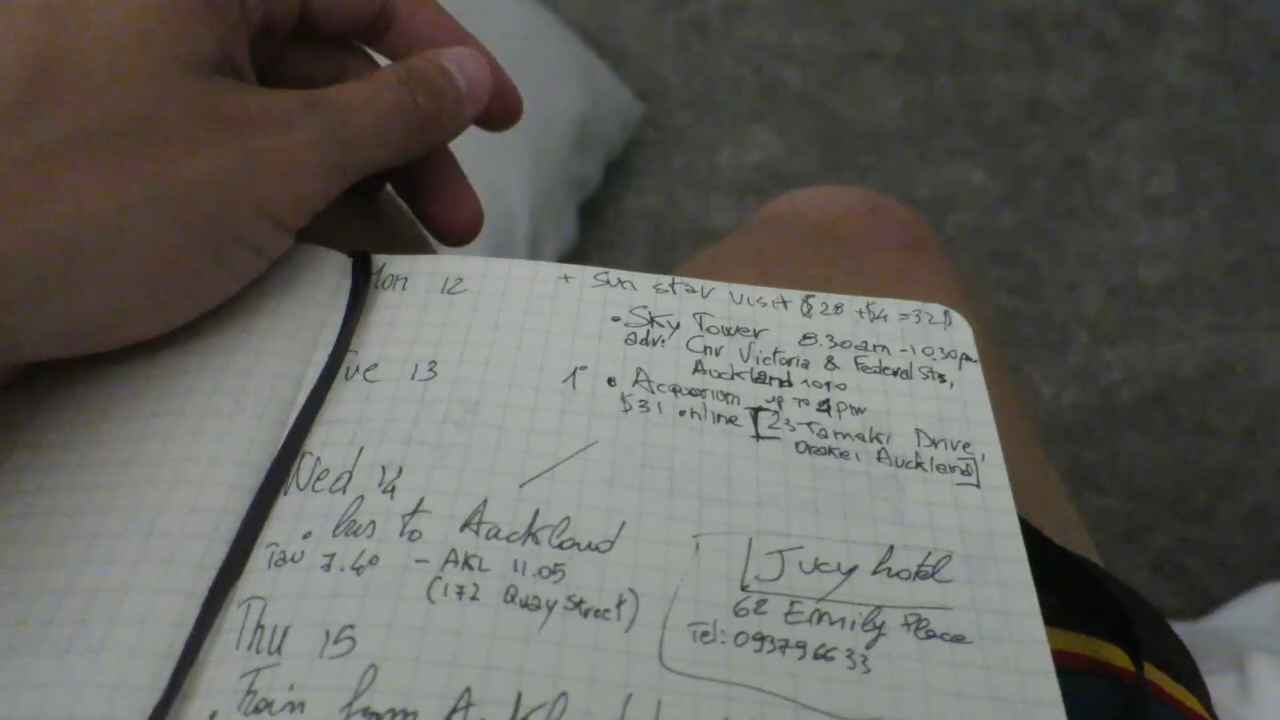 Mon 12
+ Sun star visit $28 + $4 = 32$
• Sky Tower 8.30am - 10.30pm
adr: Cnr Victoria & Federal Sts,
Auckland 1010
Tue 13
1° • Acquarium up to 4pm
$31 online [23 Tamaki Drive,
Orakei Auckland]
Wed 14
• bus to Auckland
Tau 7.40 - AKL 11.05
(172 Quay Street)
Jucy hotel
62 Emmily Place
Tel: 093796633
Thu 15
• Train from